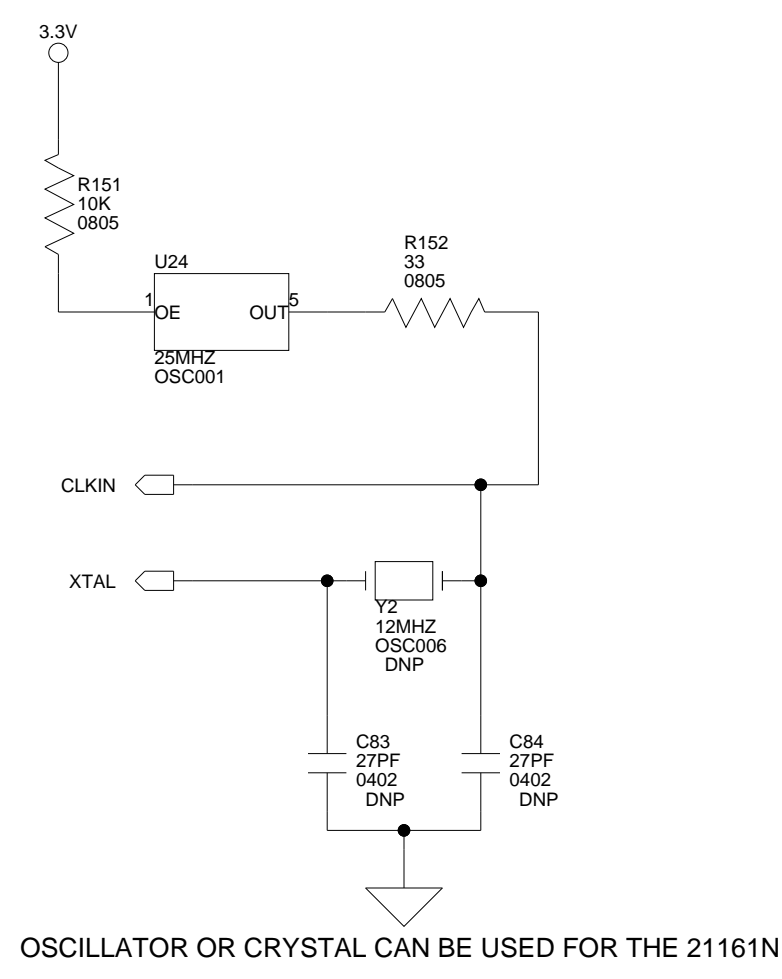 3.3V
R151
10K
0805
U24
1
OE
OUT
5
25MHZ
OSC001
R152
33
0805
CLKIN
XTAL
Y2
12MHZ
OSC006
DNP
C83
27PF
0402
DNP
C84
27PF
0402
DNP
OSCILLATOR OR CRYSTAL CAN BE USED FOR THE 21161N